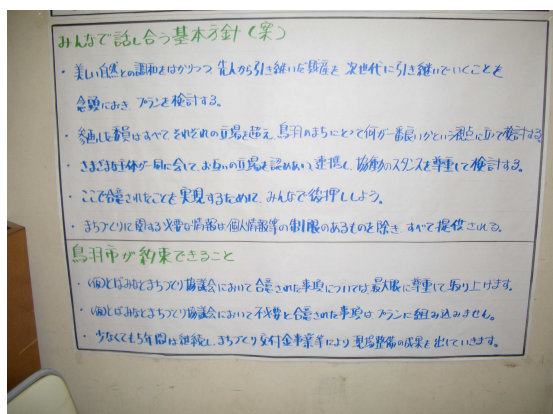 みんなで話し合う基本方針(案)
・美しい自然との調和をはかりつつ 先人から引き継いだ財産を 次世代に引き継いでいくことを
念頭におき、プランを検討する。
・参画した委員はすべて それぞれの立場を超え、鳥羽のまちにとって何が一番良いかという視点に立って検討する。
・さまざまな主体が一同に会して、お互いの立場を認めあい、連携し、協働のスタンスを尊重して検討する。
・ここで合意されたことを実現するために、みんなで後押ししよう。
・まちづくりに関する必要な情報は個人情報等の制限のあるものを除き、すべて提供される。
鳥羽市が約束できること
・(仮)とばみなとまちづくり協議会において合意された事項については、最大限に尊重して取り上げます。
・(仮)とばみなとまちづくり協議会において不必要と合意された事項はプランに組み込みません。
・少なくても5年間は継続し、まちづくり交付金事業等により現場整備の成果を出していきます。